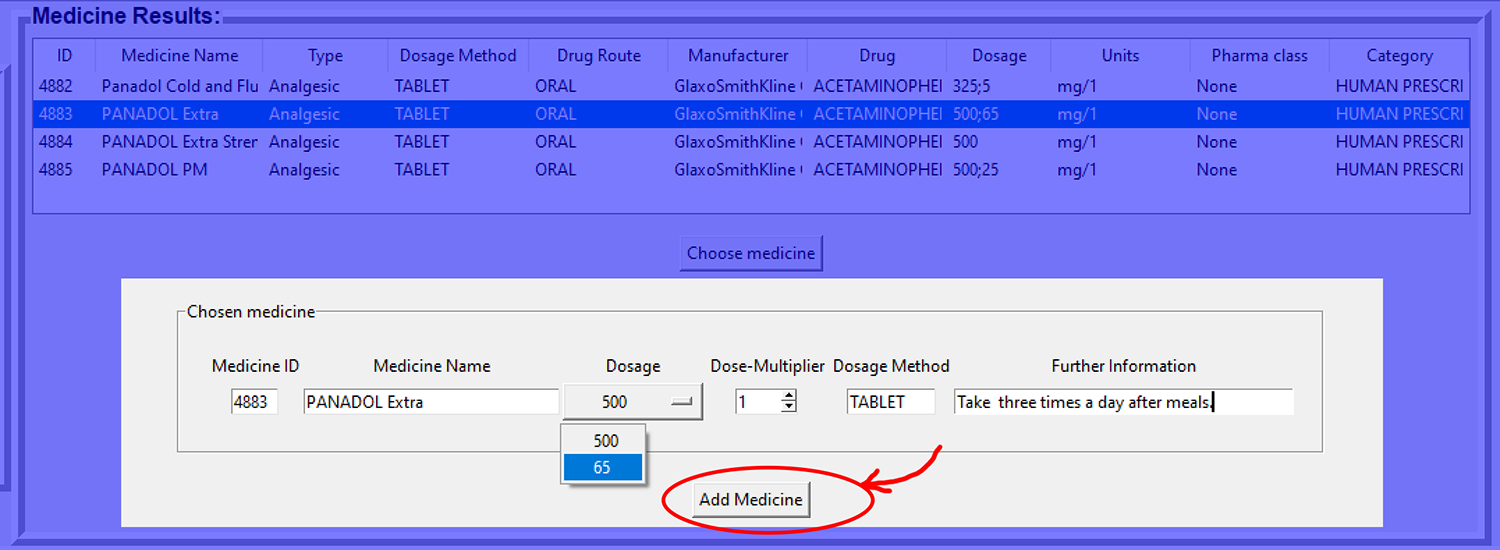 Medicine Results:
ID Medicine Name Type Dosage Method Drug Route Manufacturer Drug Dosage Units Pharma class Category
4882 Panadol Cold and Flu Analgesic TABLET ORAL GlaxoSmithKline ( ACETAMINOPHEI 325;5 mg/1 None HUMAN PRESCRI
4883 PANADOL Extra Analgesic TABLET ORAL GlaxoSmithKline ( ACETAMINOPHEI 500;65 mg/1 None HUMAN PRESCRI
4884 PANADOL Extra Stren Analgesic TABLET ORAL GlaxoSmithKline ( ACETAMINOPHEI 500 mg/1 None HUMAN PRESCRI
4885 PANADOL PM Analgesic TABLET ORAL GlaxoSmithKline ( ACETAMINOPHEI 500;25 mg/1 None HUMAN PRESCRI
Choose medicine
Chosen medicine
Medicine ID Medicine Name Dosage Dose-Multiplier Dosage Method Further Information
4883 PANADOL Extra 500 1 TABLET Take three times a day after meals.
500
65
Add Medicine